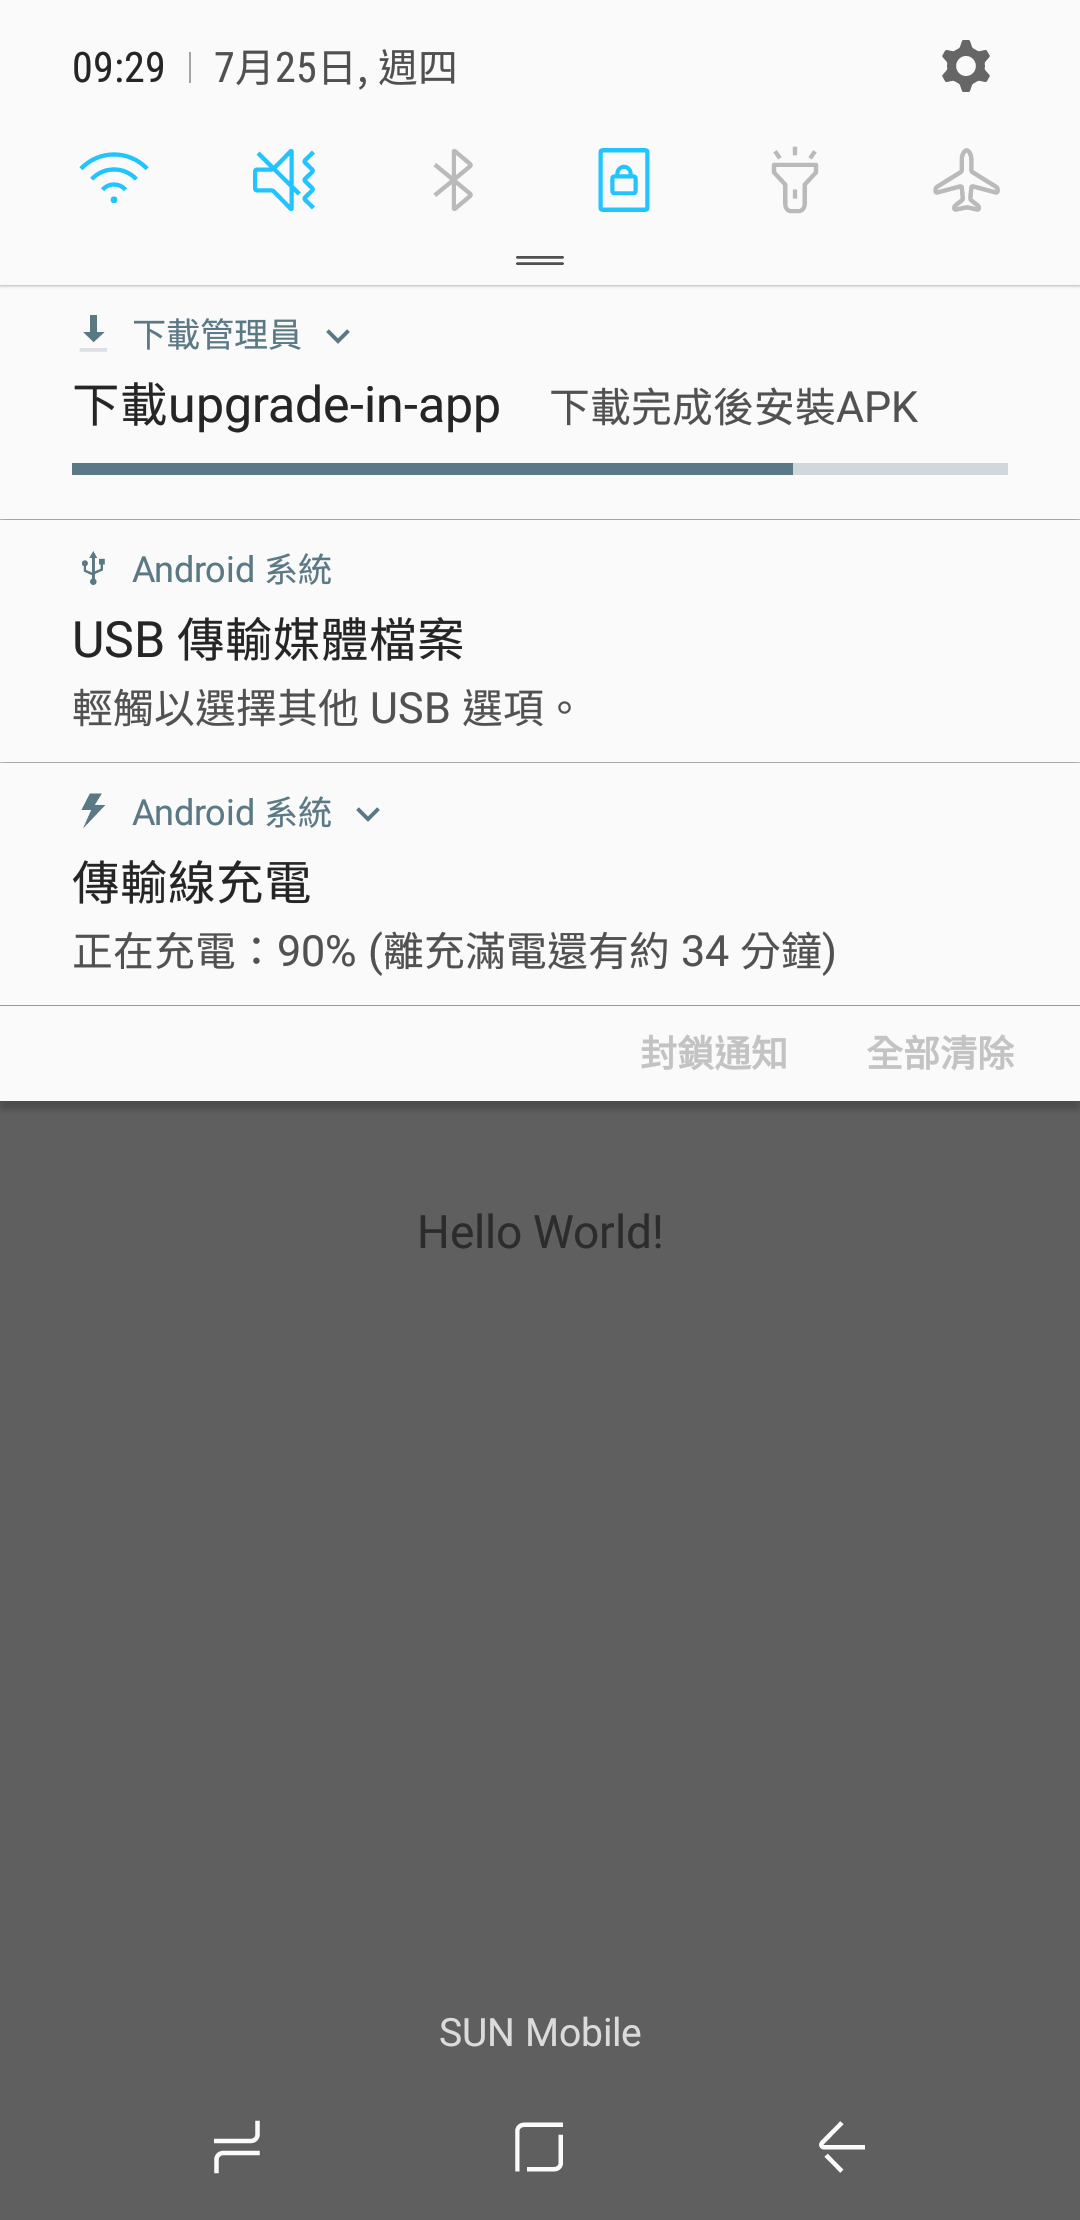 09:29 | 7月25日, 週四
下載管理員
下載upgrade-in-app 下載完成後安裝APK
Android 系統
USB 傳輸媒體檔案
輕觸以選擇其他 USB 選項。
Android 系統
傳輸線充電
正在充電：90% (離充滿電還有約 34 分鐘)
封鎖通知 全部清除
Hello World!
SUN Mobile